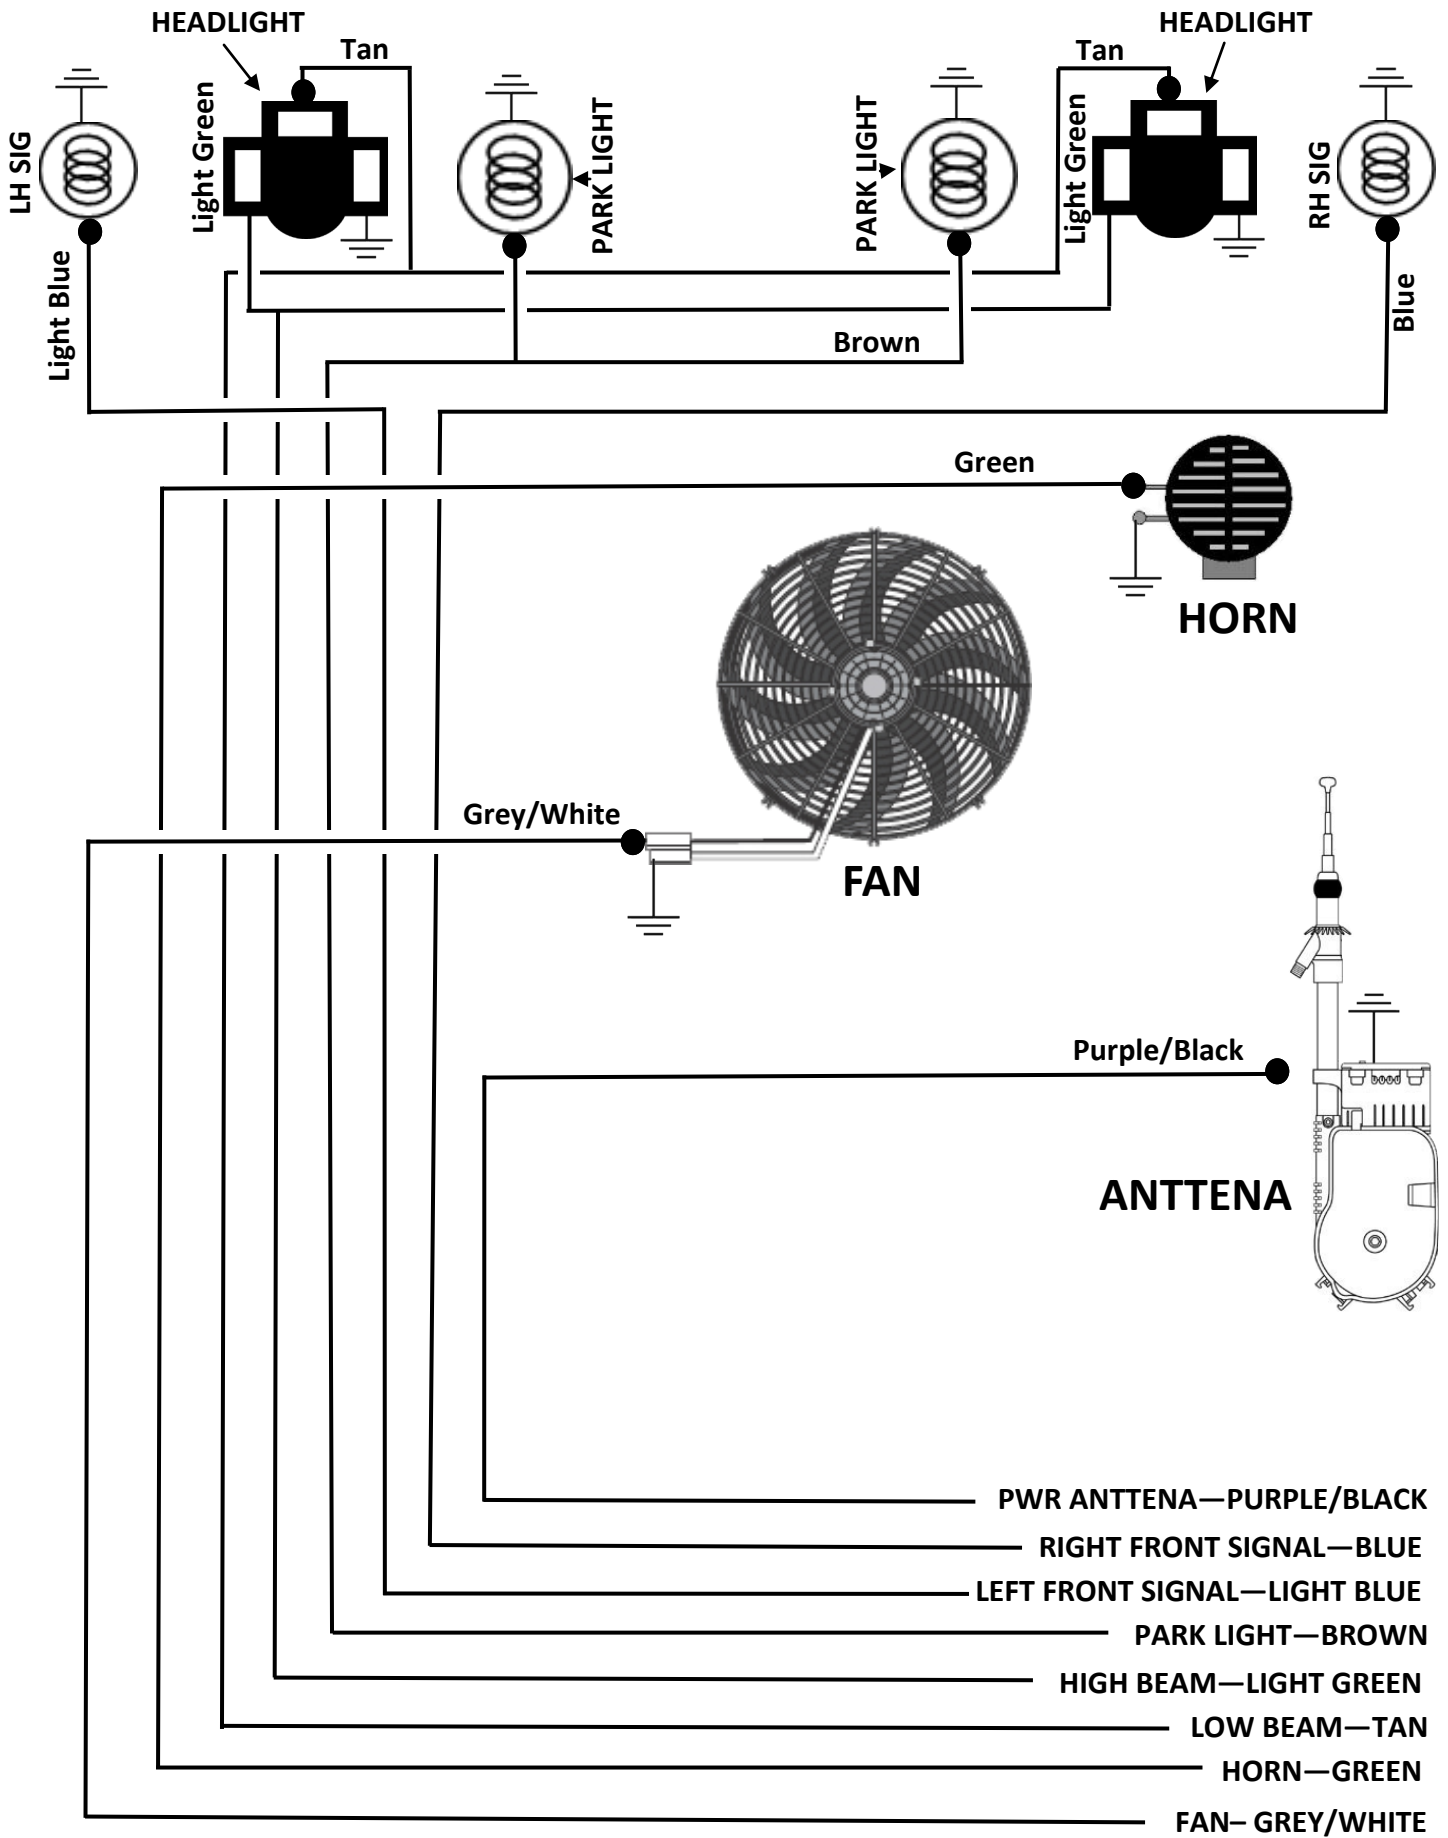 HEADLIGHT
HEADLIGHT
Tan
Tan
LH SIG
Light Green
PARK LIGHT
PARK LIGHT
Light Green
RH SIG
Light Blue
Blue
Brown
Green
HORN
Grey/White
FAN
Purple/Black
ANTTENA
PWR ANTTENA—PURPLE/BLACK
RIGHT FRONT SIGNAL—BLUE
LEFT FRONT SIGNAL—LIGHT BLUE
PARK LIGHT—BROWN
HIGH BEAM—LIGHT GREEN
LOW BEAM—TAN
HORN—GREEN
FAN– GREY/WHITE